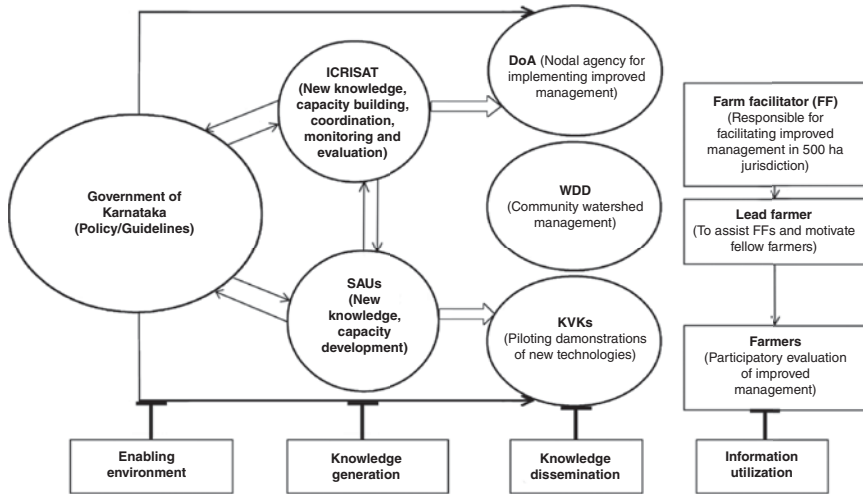 Government of
Karnataka
(Policy/Guidelines)
ICRISAT
(New knowledge,
capacity building,
coordination,
monitoring and
evaluation)
SAUs
(New
knowledge,
capacity
development)
DoA (Nodal agency for
implementing improved
management)
WDD
(Community watershed
management)
KVKs
(Piloting damonstrations
of new technologies)
Farm facilitator (FF)
(Responsible for
facilitating improved
management in 500 ha
jurisdiction)
Lead farmer
(To assist FFs and motivate
fellow farmers)
Farmers
(Participatory evaluation
of improved
management)
Enabling
environment
Knowledge
generation
Knowledge
dissemination
Information
utilization